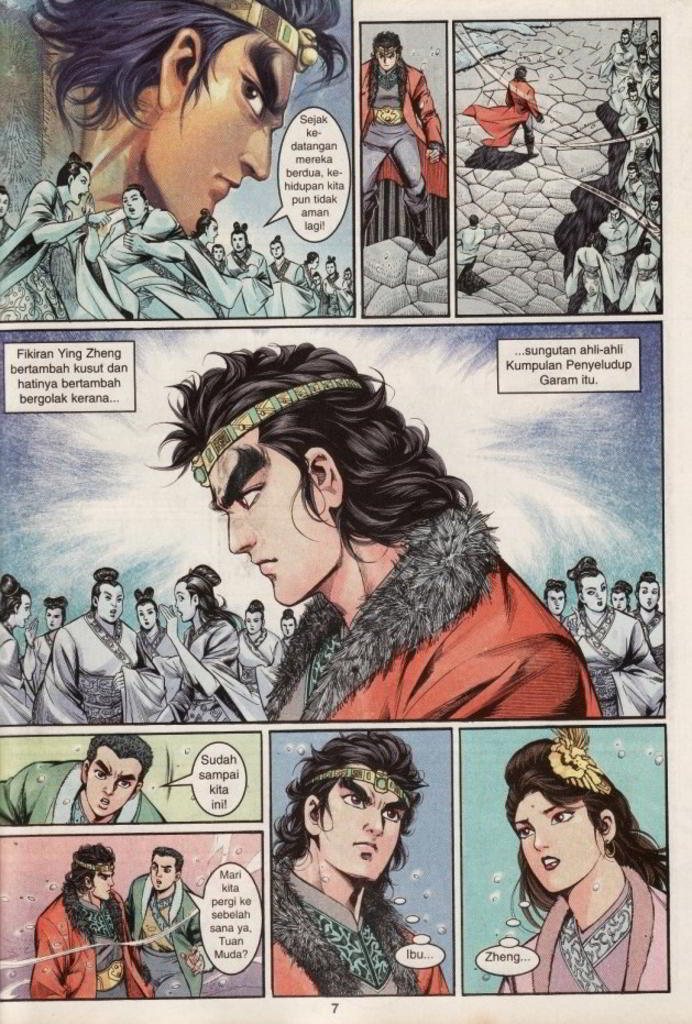 Sejak
ke-
datangan
mereka
berdua, ke-
hidupan kita
pun tidak
aman
lagi!
Fikiran Ying Zheng
bertambah kusut dan
hatinya bertambah
bergolak kerana...
...sungutan ahli-ahli
Kumpulan Penyeludup
Garam itu.
Sudah
sampai
kita
ini!
Mari
kita
pergi ke
sebelah
sana ya,
Tuan
Muda?
Ibu...
Zheng...
7